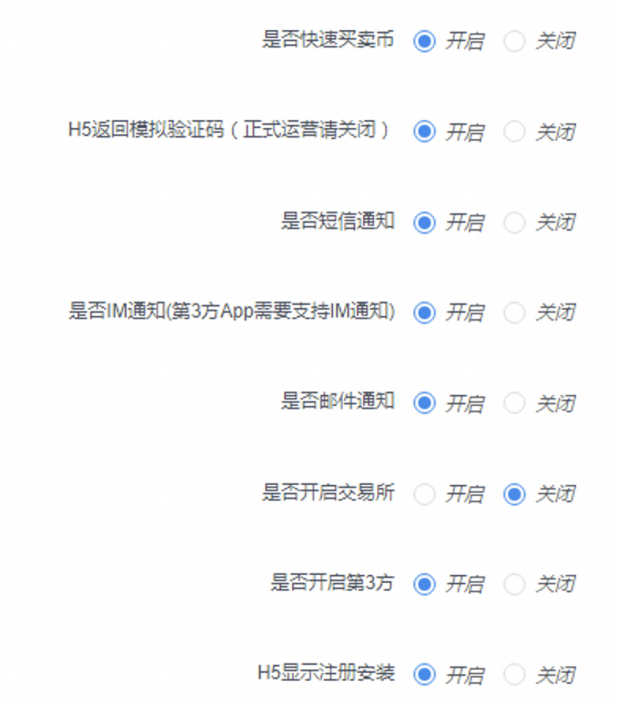 是否快速买卖币 开启 关闭
H5返回模拟验证码（正式运营请关闭） 开启 关闭
是否短信通知 开启 关闭
是否IM通知(第3方App需要支持IM通知) 开启 关闭
是否邮件通知 开启 关闭
是否开启交易所 开启 关闭
是否开启第3方 开启 关闭
H5显示注册安装 开启 关闭